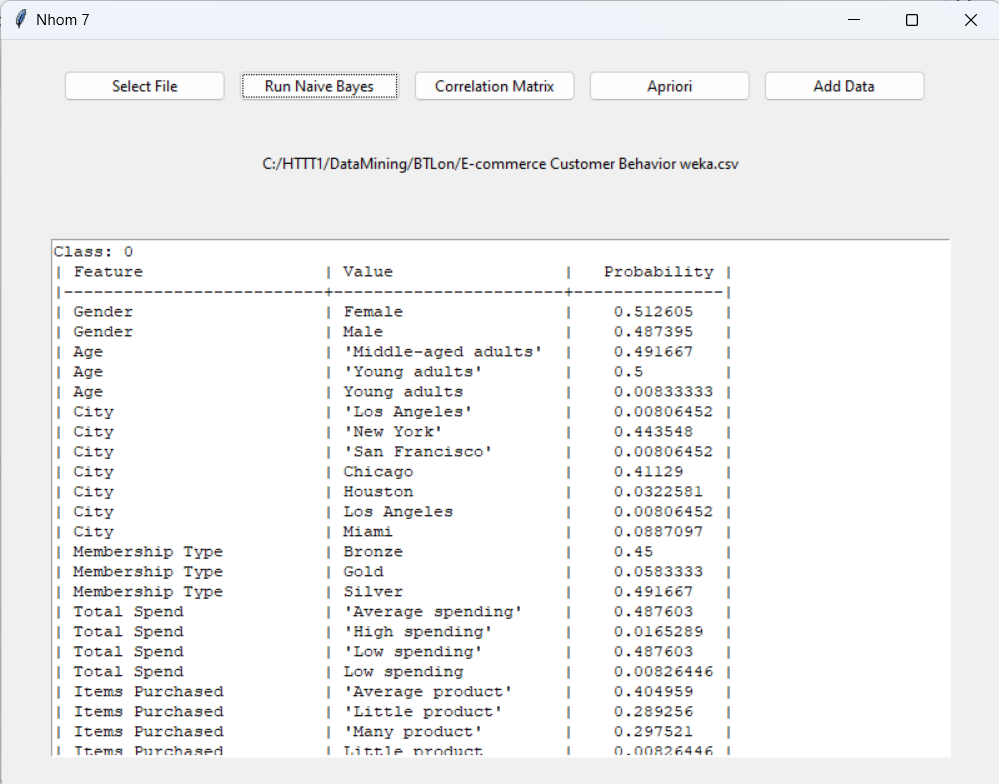 Nhom 7
Select File Run Naive Bayes Correlation Matrix Apriori Add Data
C:/HTTT1/DataMining/BTLon/E-commerce Customer Behavior weka.csv
Class: 0
| Feature | Value | Probability |
|--------------------------+------------------------+---------------|
| Gender | Female | 0.512605 |
| Gender | Male | 0.487395 |
| Age | 'Middle-aged adults' | 0.491667 |
| Age | 'Young adults' | 0.5 |
| Age | Young adults | 0.00833333 |
| City | 'Los Angeles' | 0.00806452 |
| City | 'New York' | 0.443548 |
| City | 'San Francisco' | 0.00806452 |
| City | Chicago | 0.41129 |
| City | Houston | 0.0322581 |
| City | Los Angeles | 0.00806452 |
| City | Miami | 0.0887097 |
| Membership Type | Bronze | 0.45 |
| Membership Type | Gold | 0.0583333 |
| Membership Type | Silver | 0.491667 |
| Total Spend | 'Average spending' | 0.487603 |
| Total Spend | 'High spending' | 0.0165289 |
| Total Spend | 'Low spending' | 0.487603 |
| Total Spend | Low spending | 0.00826446 |
| Items Purchased | 'Average product' | 0.404959 |
| Items Purchased | 'Little product' | 0.289256 |
| Items Purchased | 'Many product' | 0.297521 |
| Items Purchased | Little product | 0.00826446 |